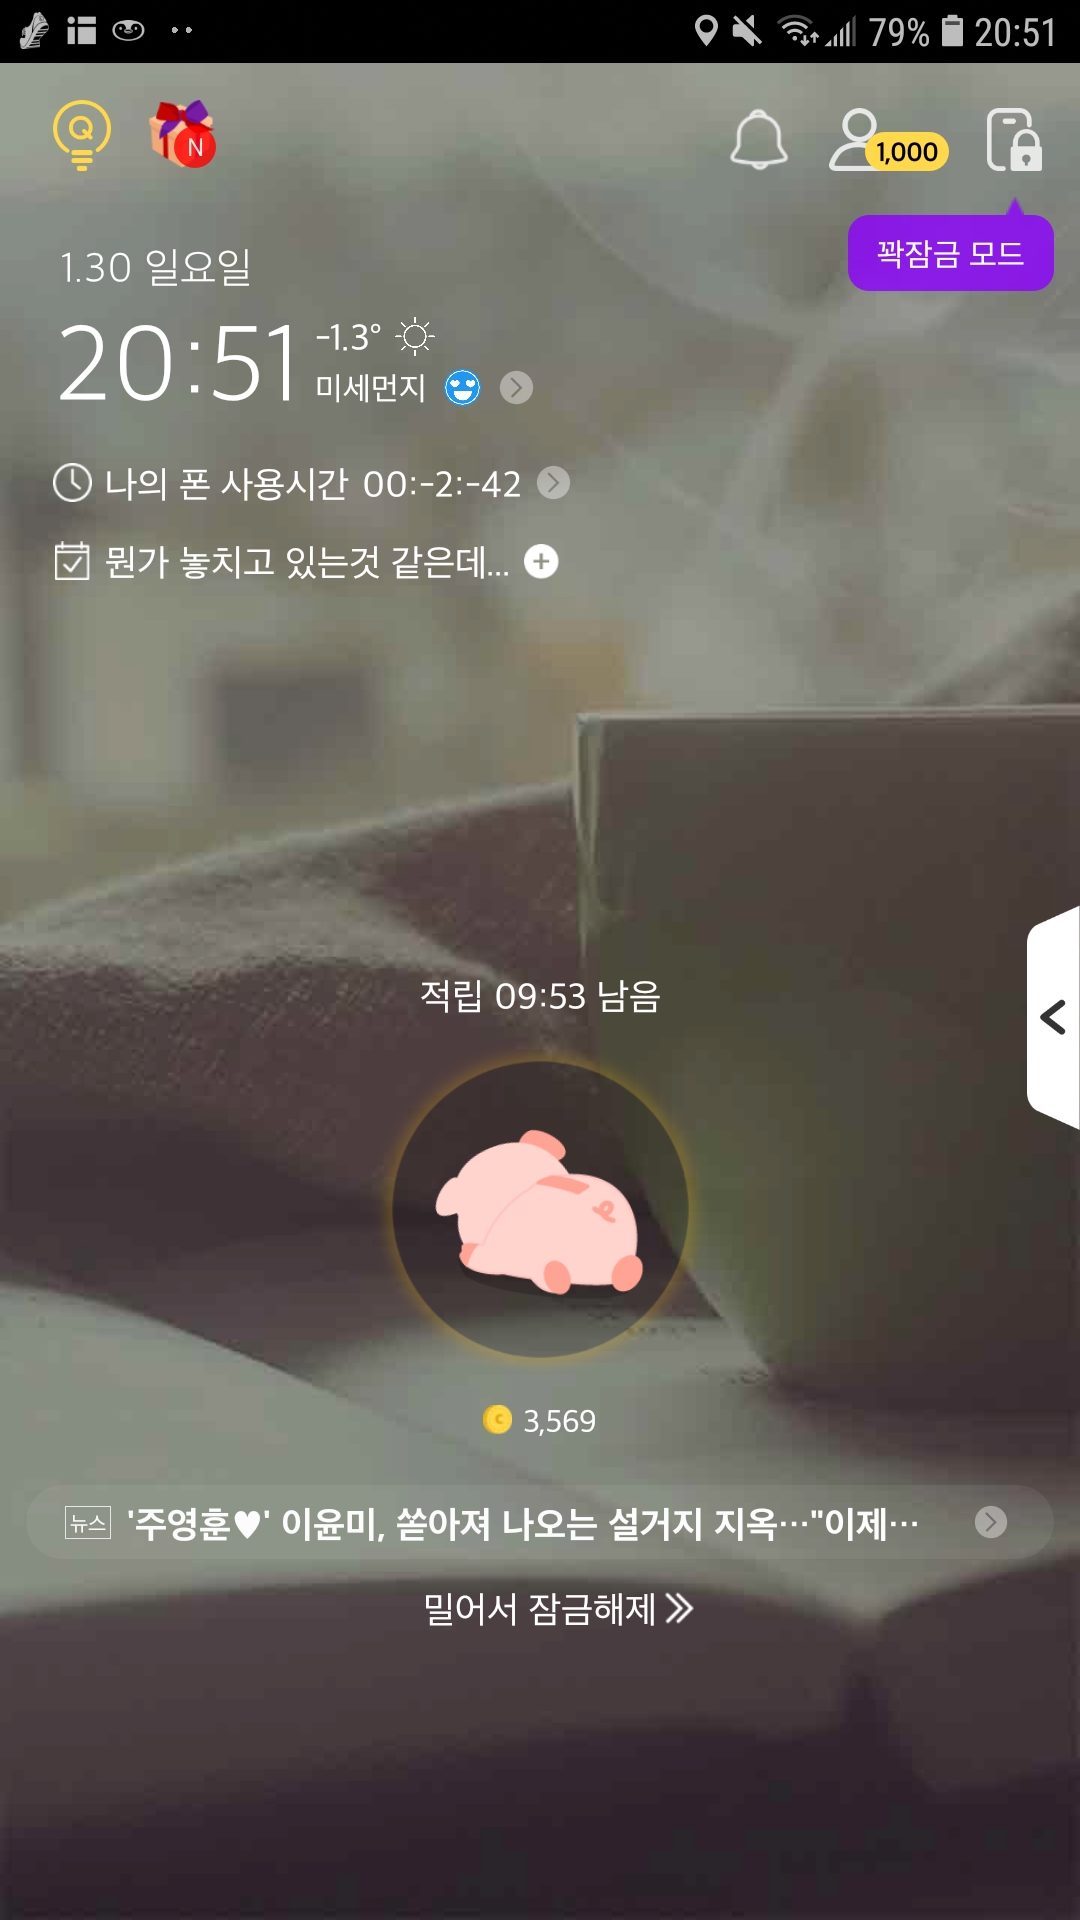 79% 20:51
Q
N
1,000
꽉잠금 모드
1.30 일요일
20:51
-1.3°
미세먼지
나의 폰 사용시간 00:-2:-42
뭔가 놓치고 있는것 같은데...
적립 09:53 남음
c 3,569
뉴스 '주영훈♥' 이윤미, 쏟아져 나오는 설거지 지옥…"이제…
밀어서 잠금해제